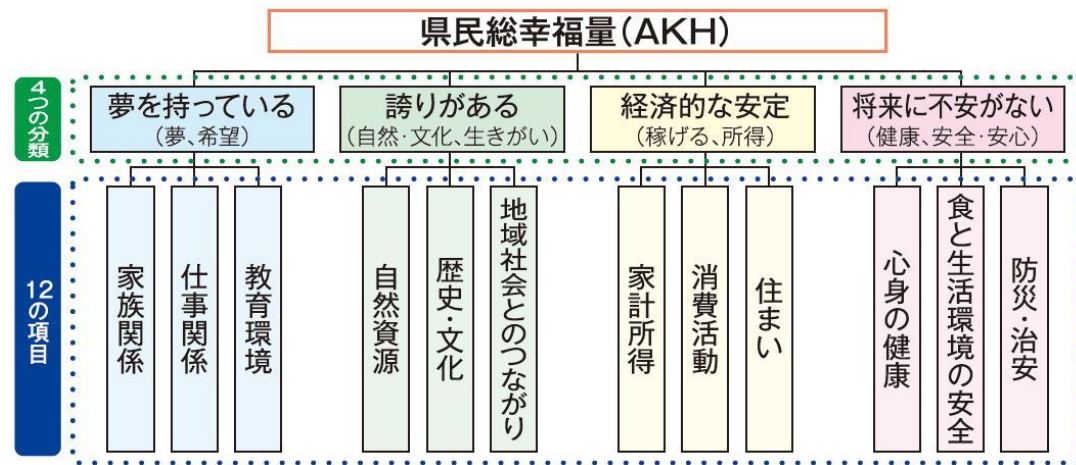 県民総幸福量(AKH)
4つの分類
夢を持っている
(夢、希望)
誇りがある
(自然・文化、生きがい)
経済的な安定
(稼げる、所得)
将来に不安がない
(健康、安全・安心)
12の項目
家族関係
仕事関係
教育環境
自然資源
歴史・文化
地域社会とのつながり
家計所得
消費活動
住まい
心身の健康
食と生活環境の安全
防災・治安